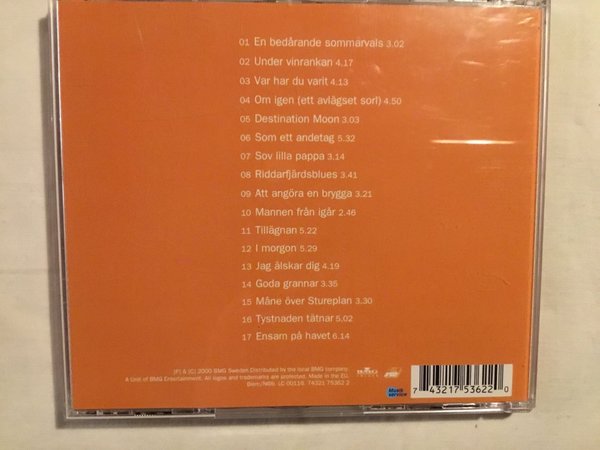 01 En bedårande sommarvals 3.02
02 Under vinrankan 4.17
03 Var har du varit 4.13
04 Om igen (ett avlägset sorl) 4.50
05 Destination Moon 3.03
06 Som ett andetag 5.32
07 Sov lilla pappa 3.14
08 Riddarfjärdsblues 3.41
09 Att angöra en brygga 3.21
10 Mannen från igår 2.46
11 Tillägnan 5.22
12 I morgon 5.29
13 Jag älskar dig 4.19
14 Goda grannar 3.35
15 Måne över Stureplan 3.30
16 Tystnaden tätnar 5.02
17 Ensam på havet 6.14
(P) & (C) 2000 BMG Sweden Distributed by the local BMG company.
A Unit of BMG Entertainment. All logos and trademarks are protected. Made in the EU.
Biem/NCB. LC 00116. 74321 75362 2
BMG
Musik
service
7 43217 53622 0